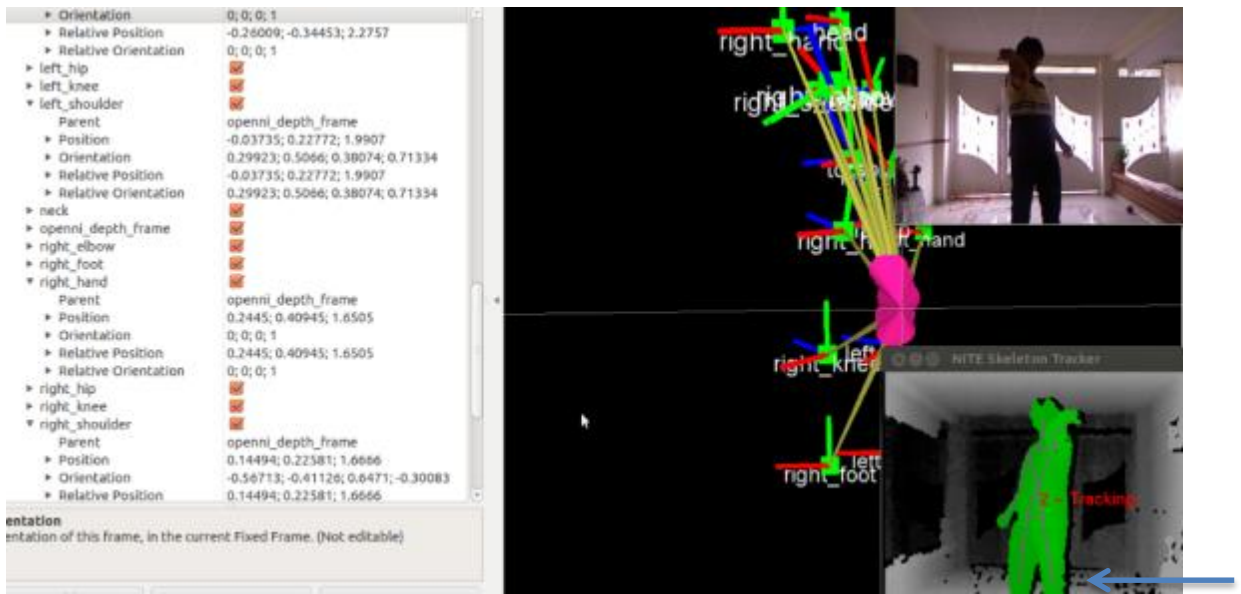 Orientation 0; 0; 0; 1
Relative Position -0.26009; -0.34453; 2.2757
Relative Orientation 0; 0; 0; 1
left_hip
left_knee
left_shoulder
Parent openni_depth_frame
Position -0.03735; 0.22772; 1.9907
Orientation 0.29923; 0.5066; 0.38074; 0.71334
Relative Position -0.03735; 0.22772; 1.9907
Relative Orientation 0.29923; 0.5066; 0.38074; 0.71334
neck
openni_depth_frame
right_elbow
right_foot
right_hand
Parent openni_depth_frame
Position 0.2445; 0.40945; 1.6505
Orientation 0; 0; 0; 1
Relative Position 0.2445; 0.40945; 1.6505
Relative Orientation 0; 0; 0; 1
right_hip
right_knee
right_shoulder
Parent openni_depth_frame
Position 0.14494; 0.22581; 1.6666
Orientation -0.56713; -0.41126; 0.6471; -0.30083
Relative Position 0.14494; 0.22581; 1.6666
entation
entation of this frame, in the current Fixed Frame. (Not editable)
right_hand
head
right_h
t_hand
right_knee
left
right_foot
left
NITE Skeleton Tracker
2 - Tracking